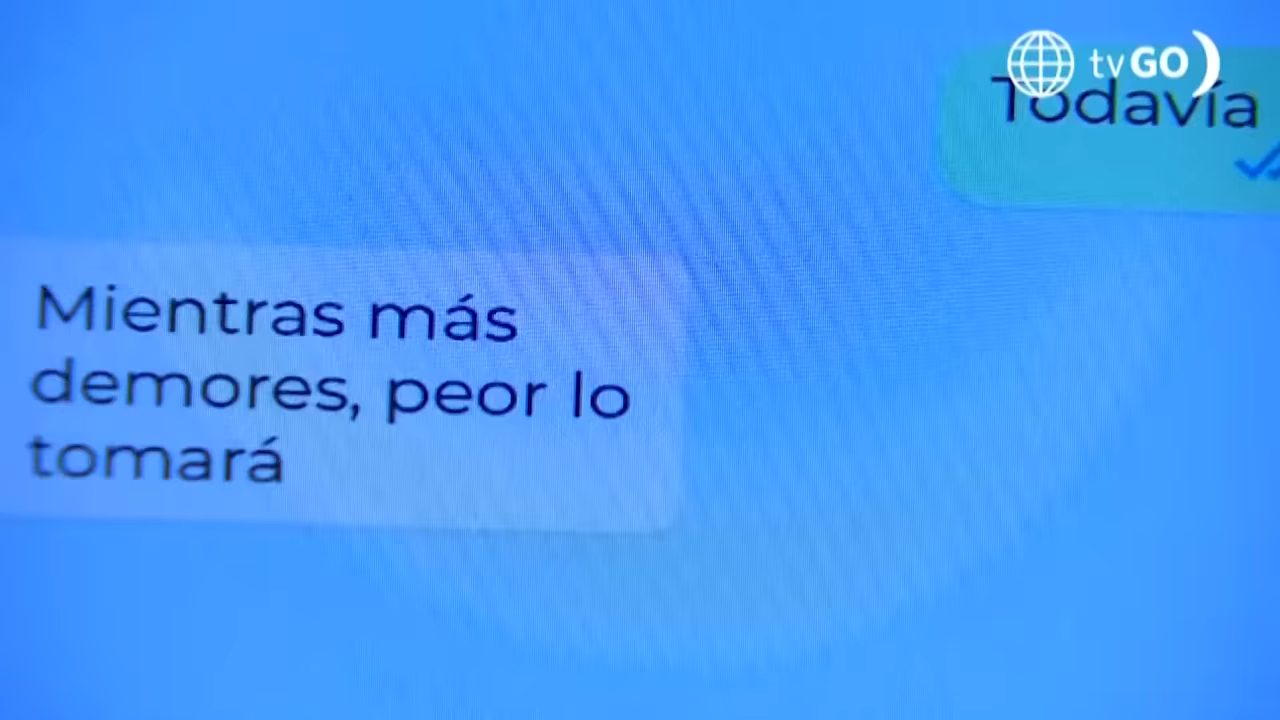 tvGO
Todavía
Mientras más
demores, peor lo
tomará